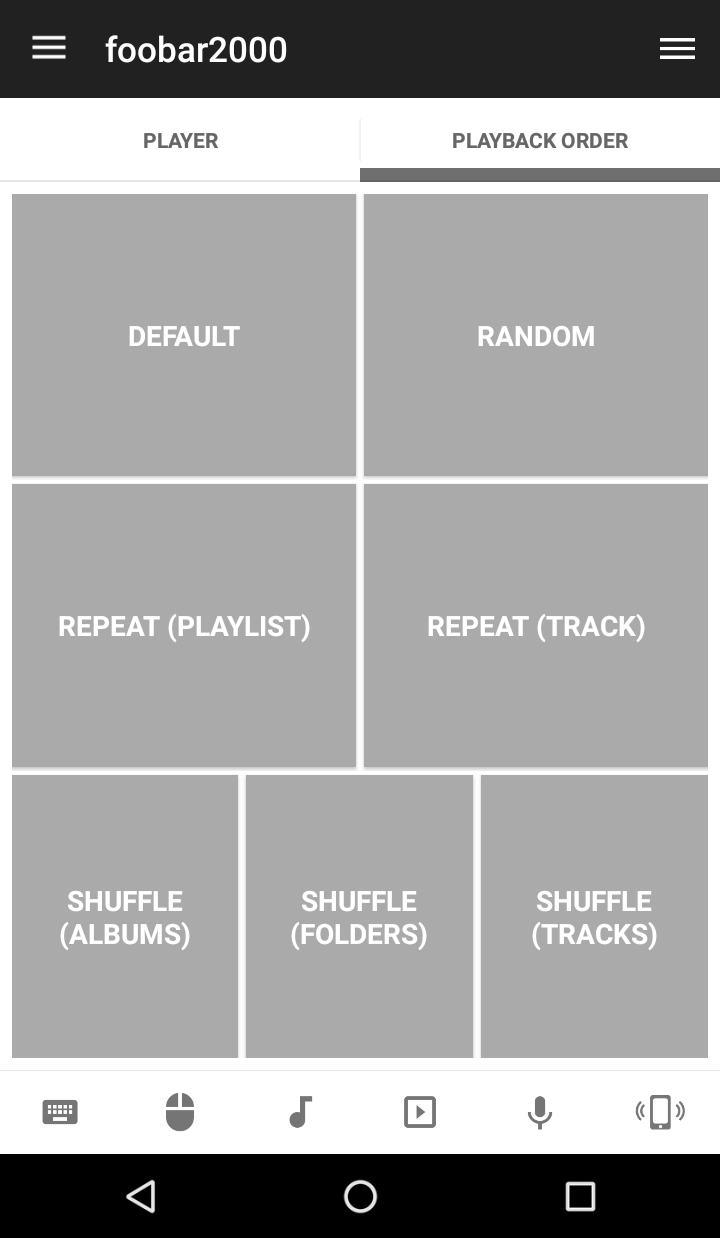 foobar2000
PLAYER
PLAYBACK ORDER
DEFAULT
RANDOM
REPEAT (PLAYLIST)
REPEAT (TRACK)
SHUFFLE
(ALBUMS)
SHUFFLE
(FOLDERS)
SHUFFLE
(TRACKS)